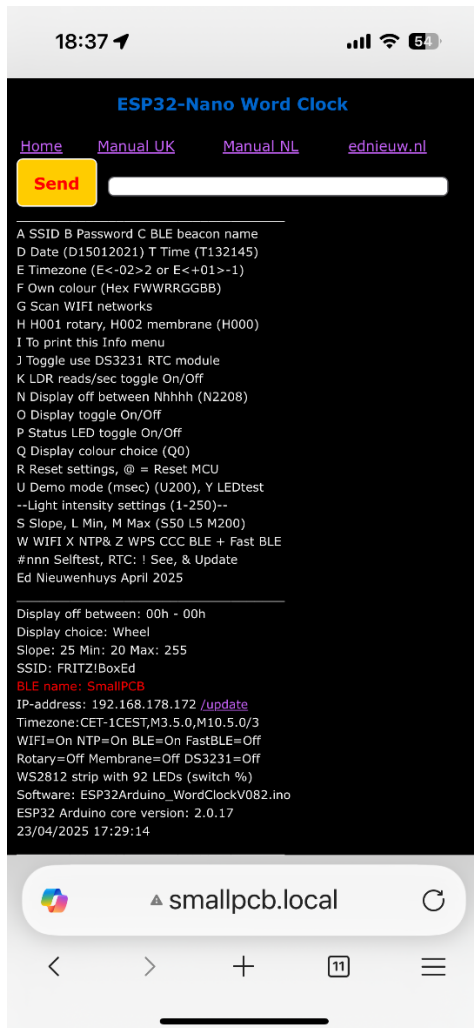 18:37
54
ESP32-Nano Word Clock
Home Manual UK Manual NL ednieuw.nl
Send
A SSID B Password C BLE beacon name
D Date (D15012021) T Time (T132145)
E Timezone (E<-02>2 or E<+01>-1)
F Own colour (Hex FWWRRGGBB)
G Scan WIFI networks
H H001 rotary, H002 membrane (H000)
I To print this Info menu
J Toggle use DS3231 RTC module
K LDR reads/sec toggle On/Off
N Display off between Nhhhh (N2208)
O Display toggle On/Off
P Status LED toggle On/Off
Q Display colour choice (Q0)
R Reset settings, @ = Reset MCU
U Demo mode (msec) (U200), Y LEDtest
--Light intensity settings (1-250)--
S Slope, L Min, M Max (S50 L5 M200)
W WIFI X NTP& Z WPS CCC BLE + Fast BLE
#nnn Selftest, RTC: ! See, & Update
Ed Nieuwenhuys April 2025
Display off between: 00h - 00h
Display choice: Wheel
Slope: 25 Min: 20 Max: 255
SSID: FRITZ!BoxEd
BLE name: SmallPCB
IP-address: 192.168.178.172 /update
Timezone:CET-1CEST,M3.5.0,M10.5.0/3
WIFI=On NTP=On BLE=On FastBLE=Off
Rotary=Off Membrane=Off DS3231=Off
WS2812 strip with 92 LEDs (switch %)
Software: ESP32Arduino_WordClockV082.ino
ESP32 Arduino core version: 2.0.17
23/04/2025 17:29:14
smallpcb.local
11